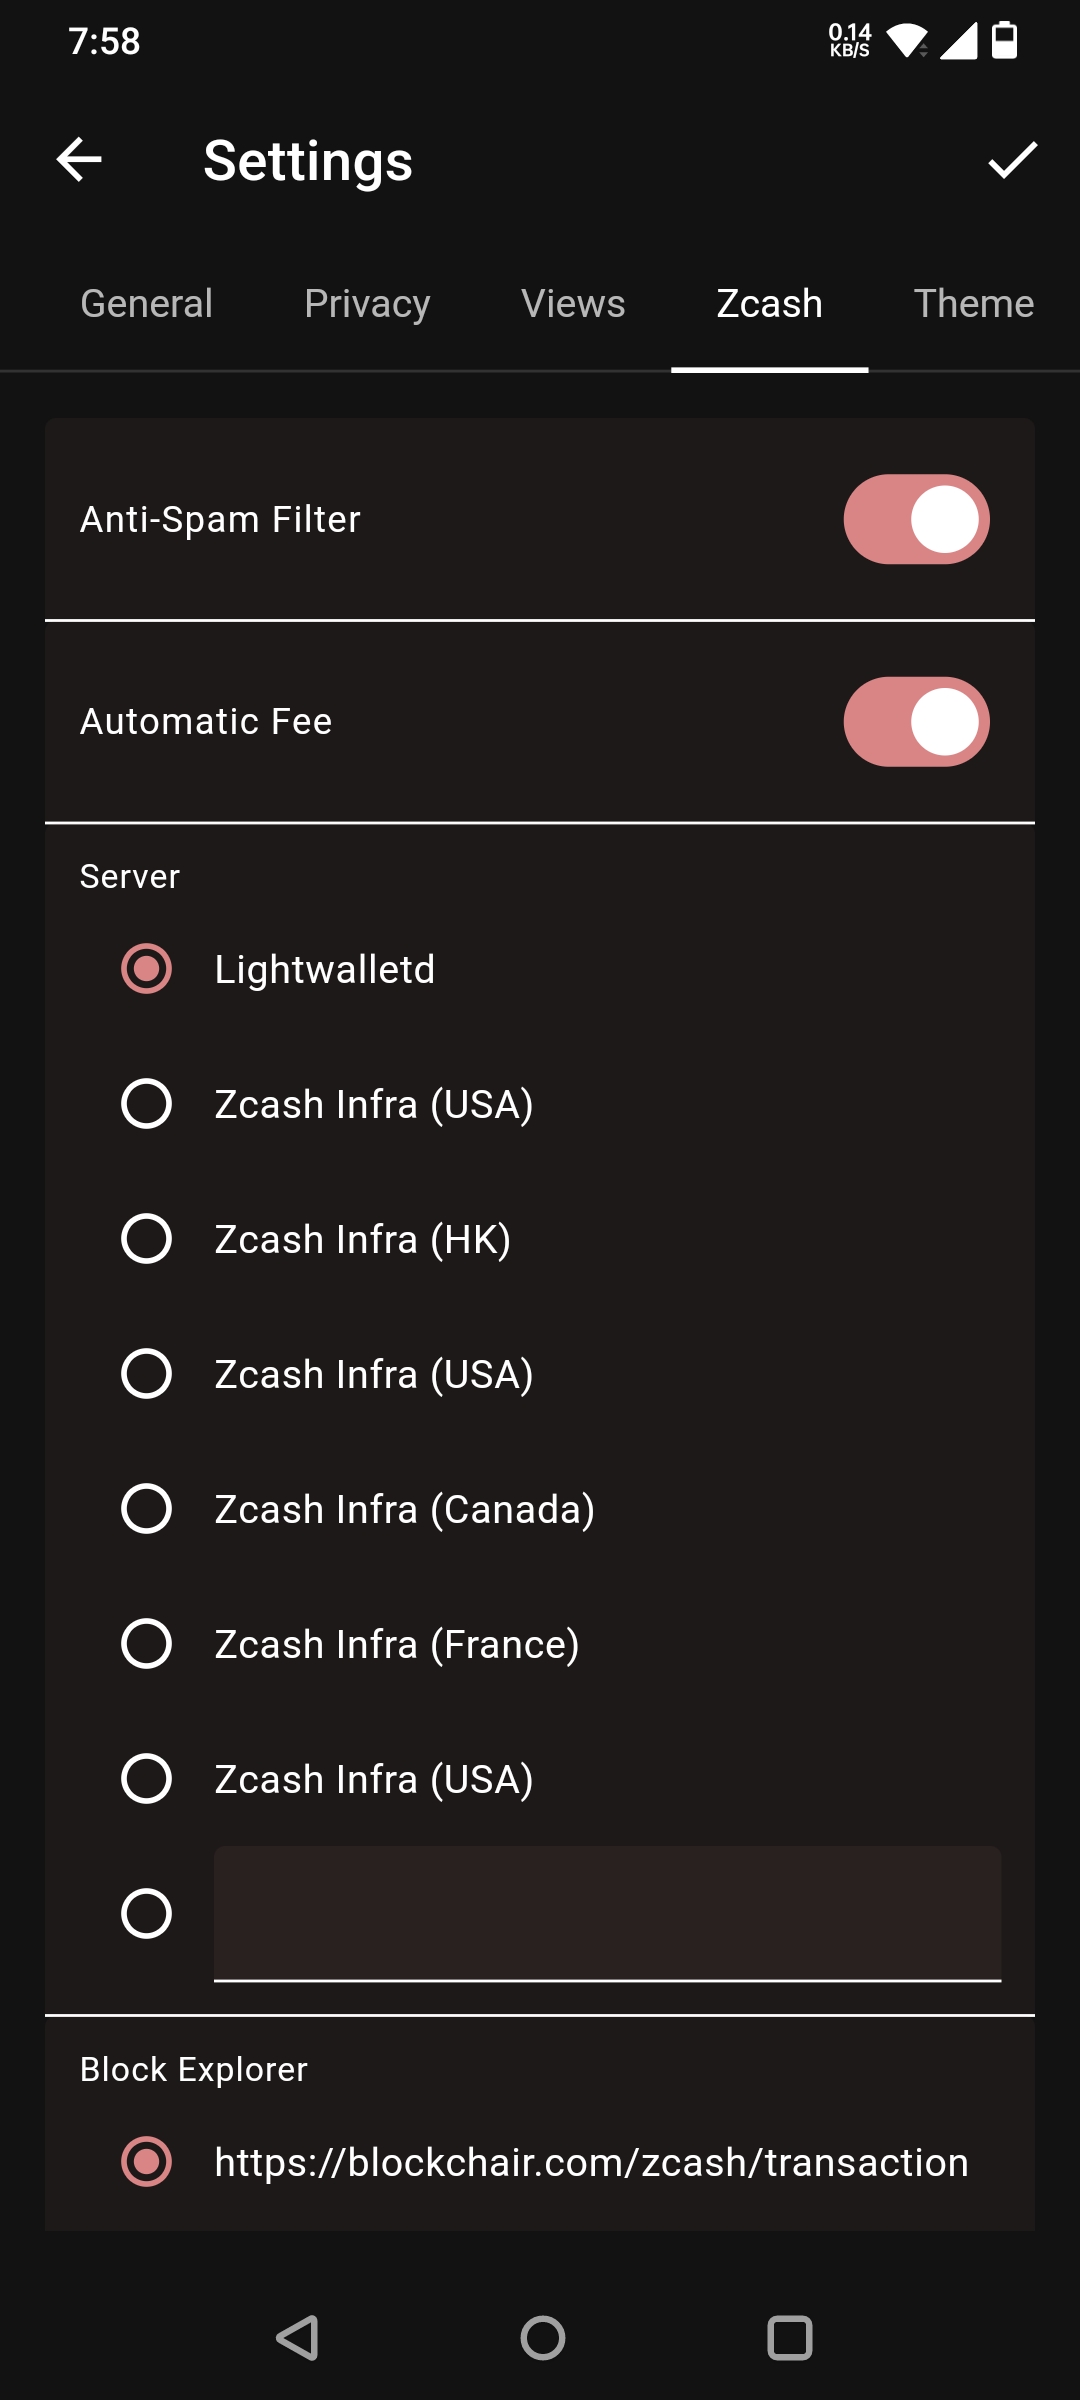 7:58
0.14
KB/S
Settings
General Privacy Views Zcash Theme
Anti-Spam Filter
Automatic Fee
Server
Lightwalletd
Zcash Infra (USA)
Zcash Infra (HK)
Zcash Infra (USA)
Zcash Infra (Canada)
Zcash Infra (France)
Zcash Infra (USA)
Block Explorer
https://blockchair.com/zcash/transaction